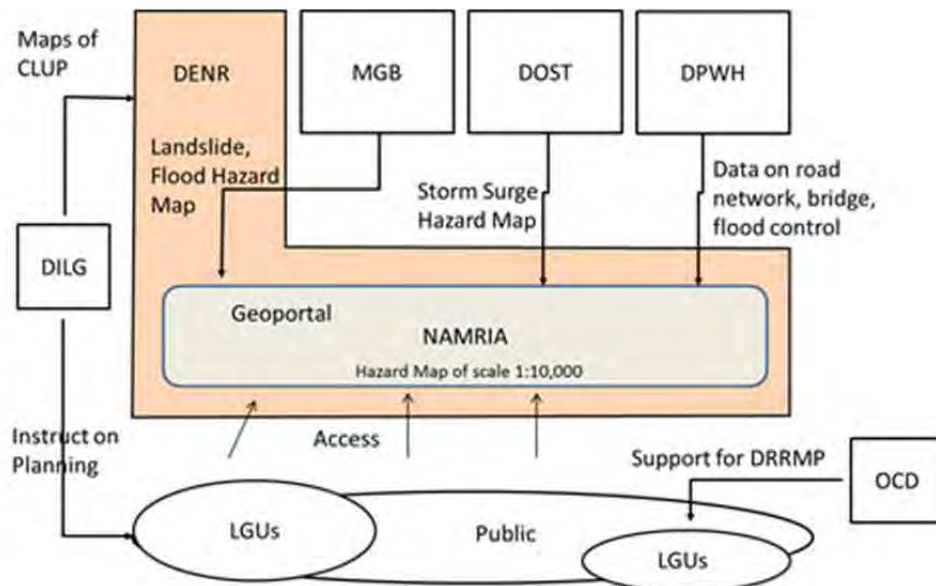 Maps of
CLUP
DENR
MGB
DOST
DPWH
Landslide,
Flood Hazard
Map
Storm Surge
Hazard Map
Data on road
network, bridge,
flood control
DILG
Geoportal
NAMRIA
Hazard Map of scale 1:10,000
Instruct on
Planning
Access
Support for DRRMP
OCD
LGUs
Public
LGUs